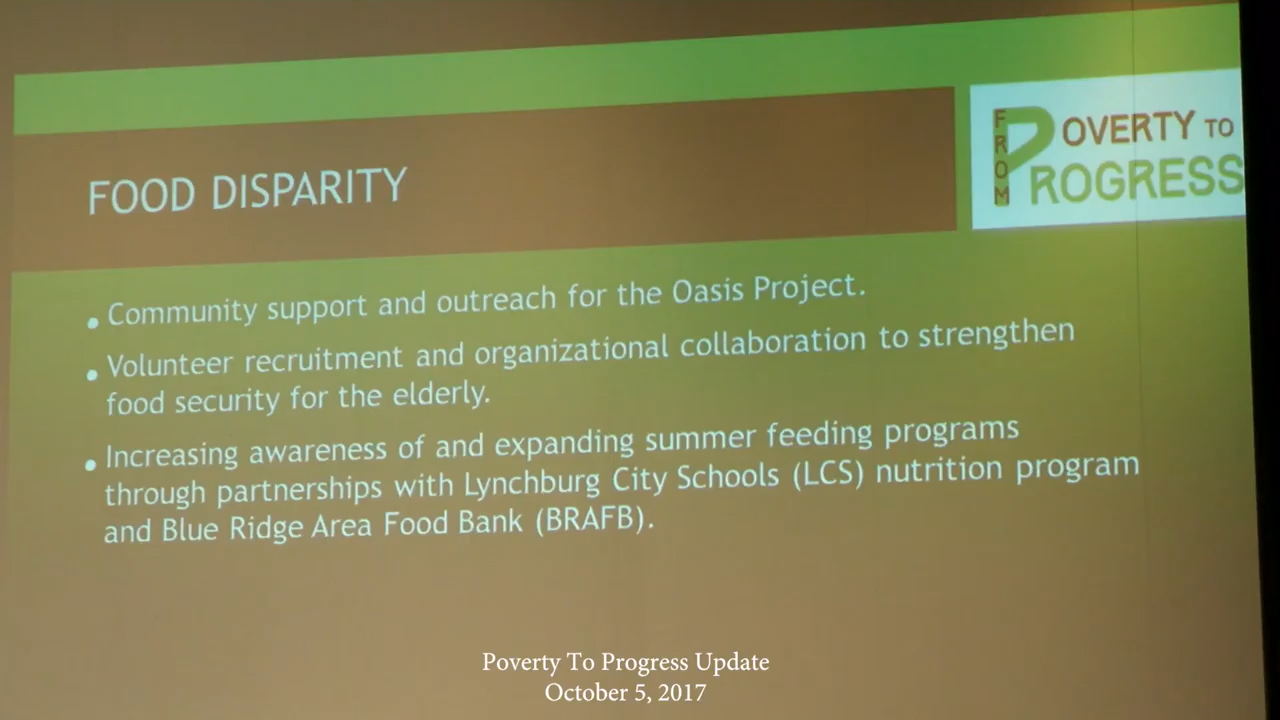 FROM POVERTY TO
PROGRESS
FOOD DISPARITY
• Community support and outreach for the Oasis Project.
• Volunteer recruitment and organizational collaboration to strengthen
food security for the elderly.
• Increasing awareness of and expanding summer feeding programs
through partnerships with Lynchburg City Schools (LCS) nutrition program
and Blue Ridge Area Food Bank (BRAFB).
Poverty To Progress Update
October 5, 2017